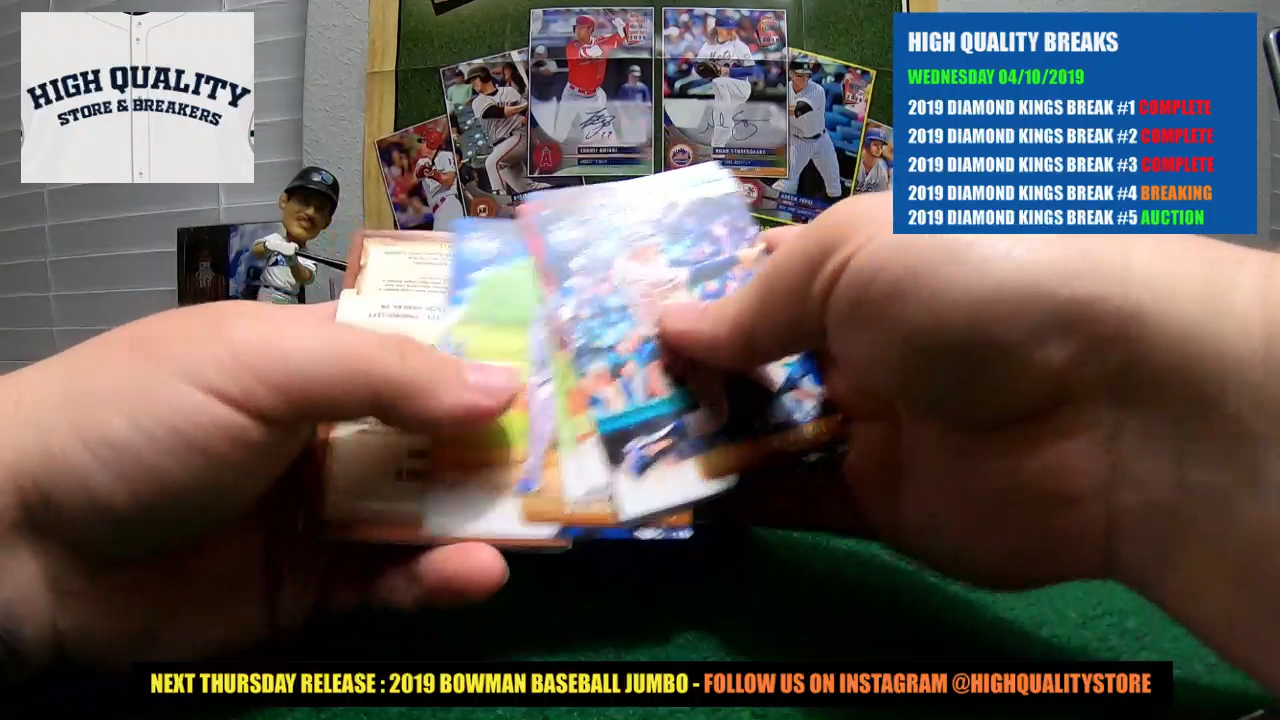 HIGH QUALITY
STORE & BREAKERS
HIGH QUALITY BREAKS
WEDNESDAY 04/10/2019
2019 DIAMOND KINGS BREAK #1 COMPLETE
2019 DIAMOND KINGS BREAK #2 COMPLETE
2019 DIAMOND KINGS BREAK #3 COMPLETE
2019 DIAMOND KINGS BREAK #4 BREAKING
2019 DIAMOND KINGS BREAK #5 AUCTION
NEXT THURSDAY RELEASE : 2019 BOWMAN BASEBALL JUMBO - FOLLOW US ON INSTAGRAM @HIGHQUALITYSTORE